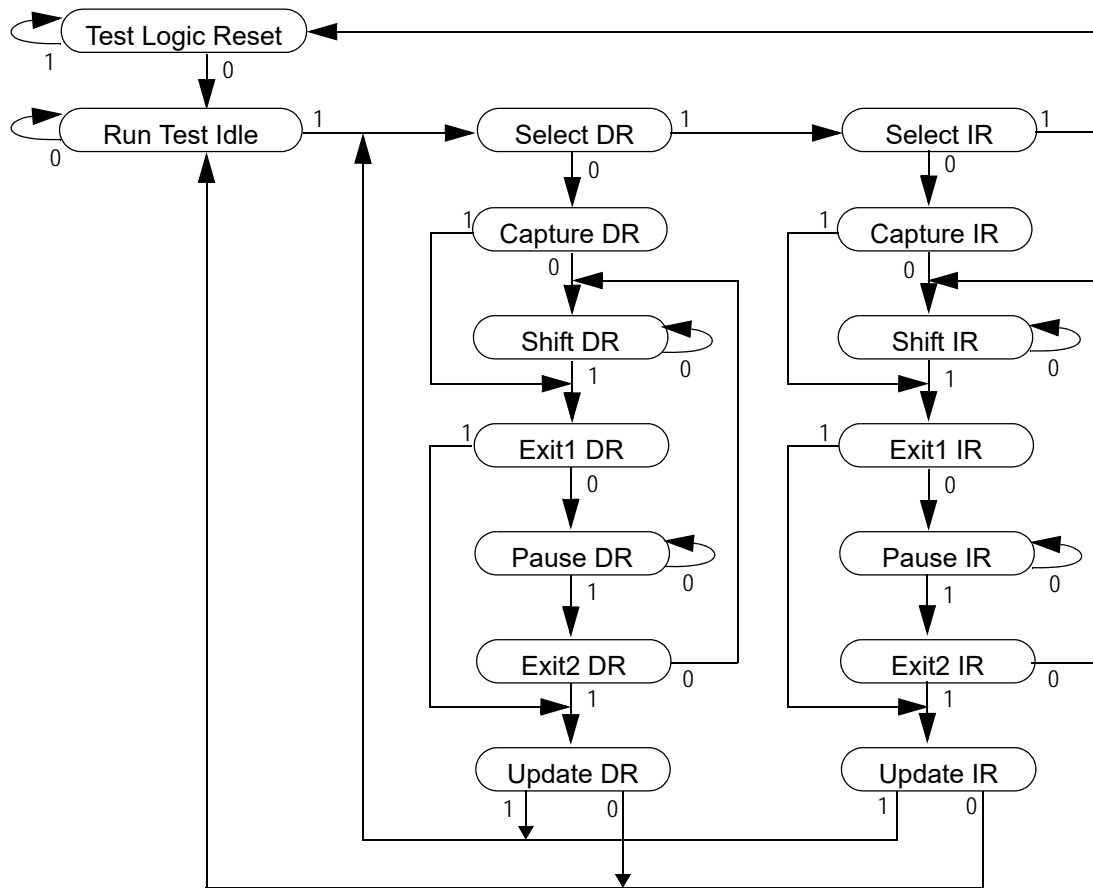 Test Logic Reset
1
0
Run Test Idle
0
1
Select DR
1
Select IR
1
0
0
1
Capture DR
1
Capture IR
0
0
Shift DR
0
Shift IR
0
1
1
1
Exit1 DR
1
Exit1 IR
0
0
Pause DR
0
Pause IR
0
1
1
Exit2 DR
0
Exit2 IR
0
1
1
Update DR
Update IR
1
0
1
0